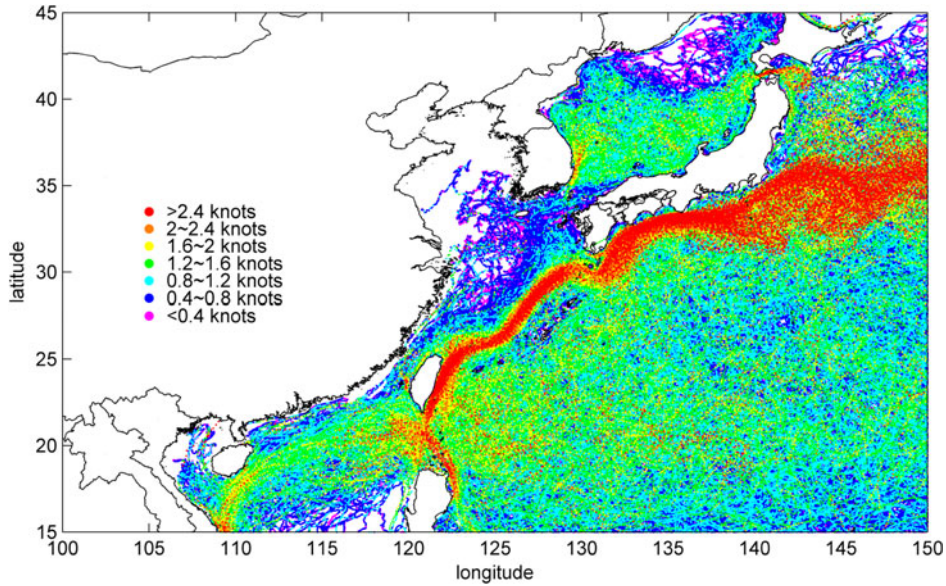 45
40
35
30
25
20
15
latitude
>2.4 knots
2~2.4 knots
1.6~2 knots
1.2~1.6 knots
0.8~1.2 knots
0.4~0.8 knots
<0.4 knots
100 105 110 115 120 125 130 135 140 145 150
longitude